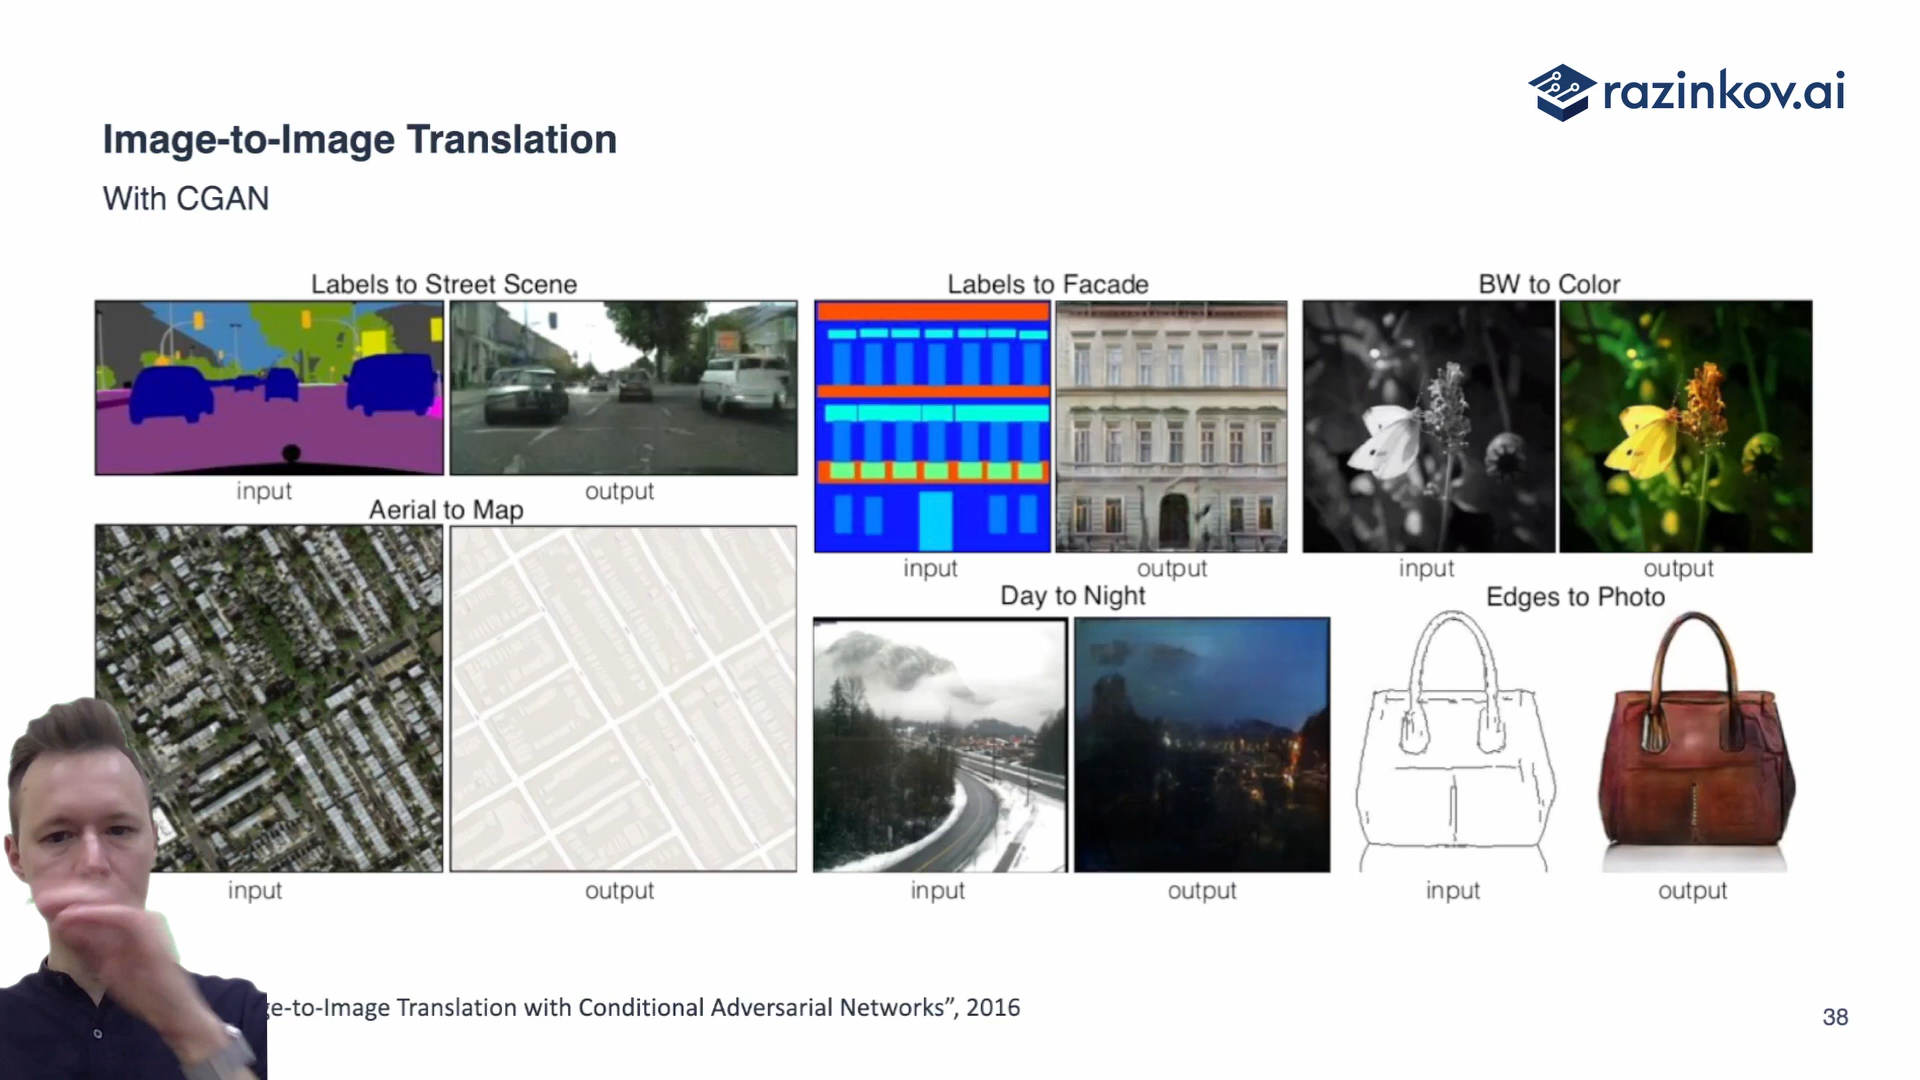 razinkov.ai
Image-to-Image Translation
With CGAN
Labels to Street Scene
input
output
Aerial to Map
input
output
Labels to Facade
input
output
BW to Color
input
output
Day to Night
input
output
Edges to Photo
input
output
-to-Image Translation with Conditional Adversarial Networks”, 2016
38